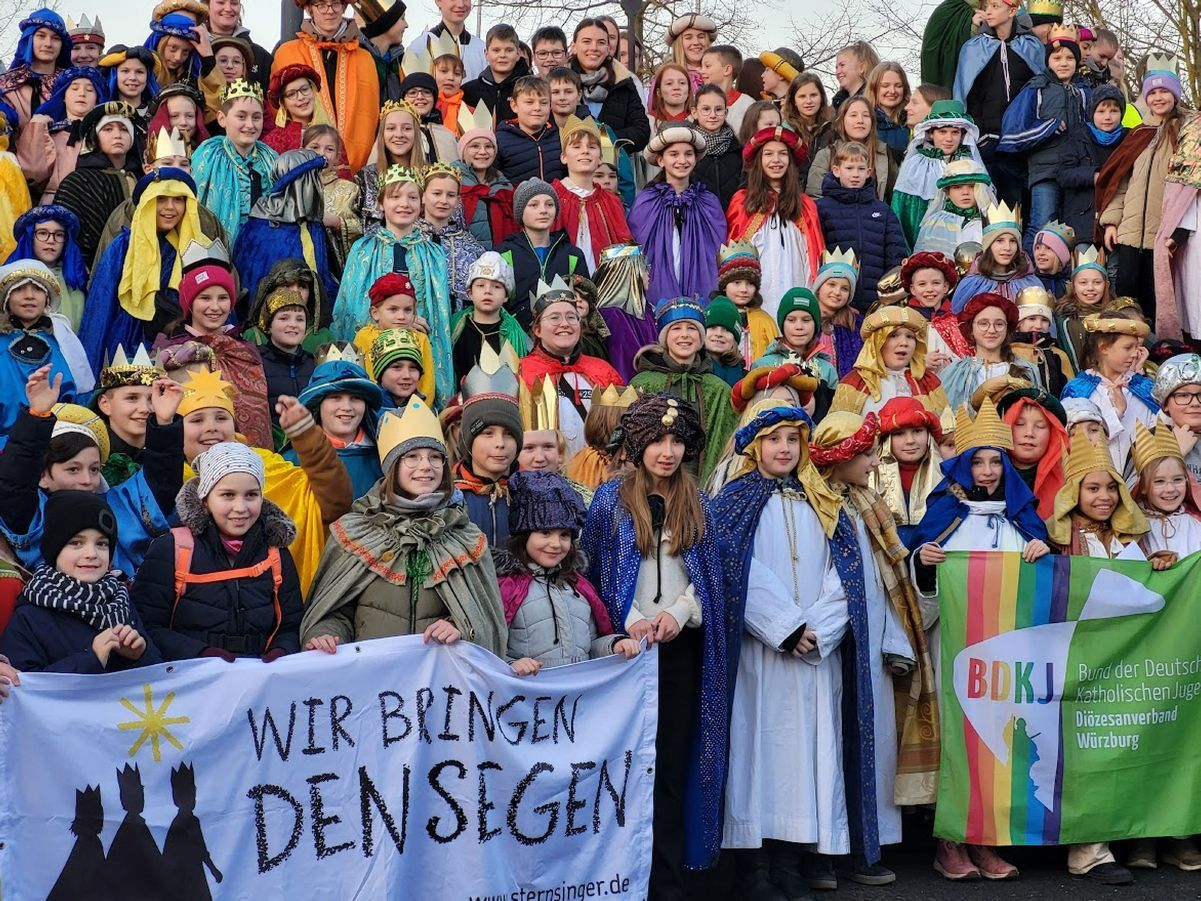 WIR BRINGEN
DEN SEGEN
www.sternsinger.de
BDKJ
Bund der Deutsch
Katholischen Juge
Diözesanverband
Würzburg